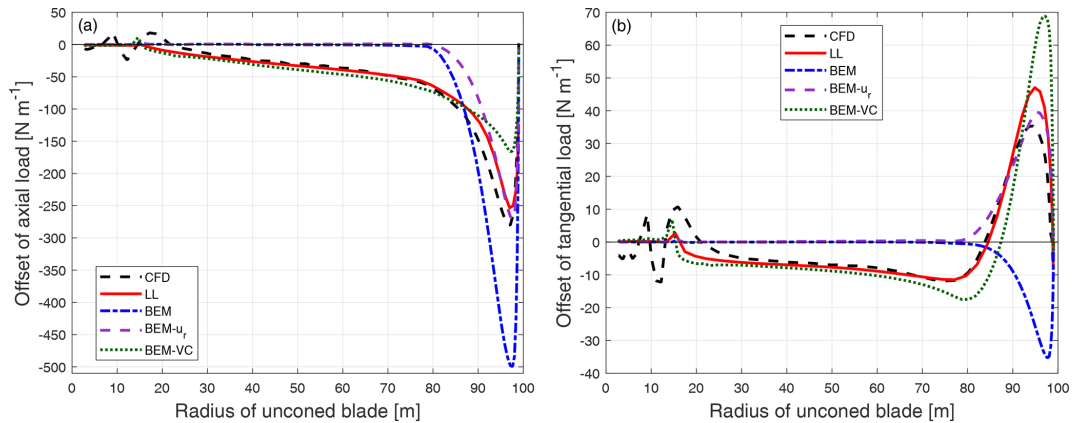 (a)
50
0
-50
-100
-150
-200
-250
-300
-350
-400
-450
-500
Offset of axial load [N m⁻¹]
CFD
LL
BEM
BEM-uᵣ
BEM-VC
0 10 20 30 40 50 60 70 80 90 100
Radius of unconed blade [m]
(b)
70
60
50
40
30
20
10
0
-10
-20
-30
-40
Offset of tangential load [N m⁻¹]
CFD
LL
BEM
BEM-uᵣ
BEM-VC
0 10 20 30 40 50 60 70 80 90 100
Radius of unconed blade [m]